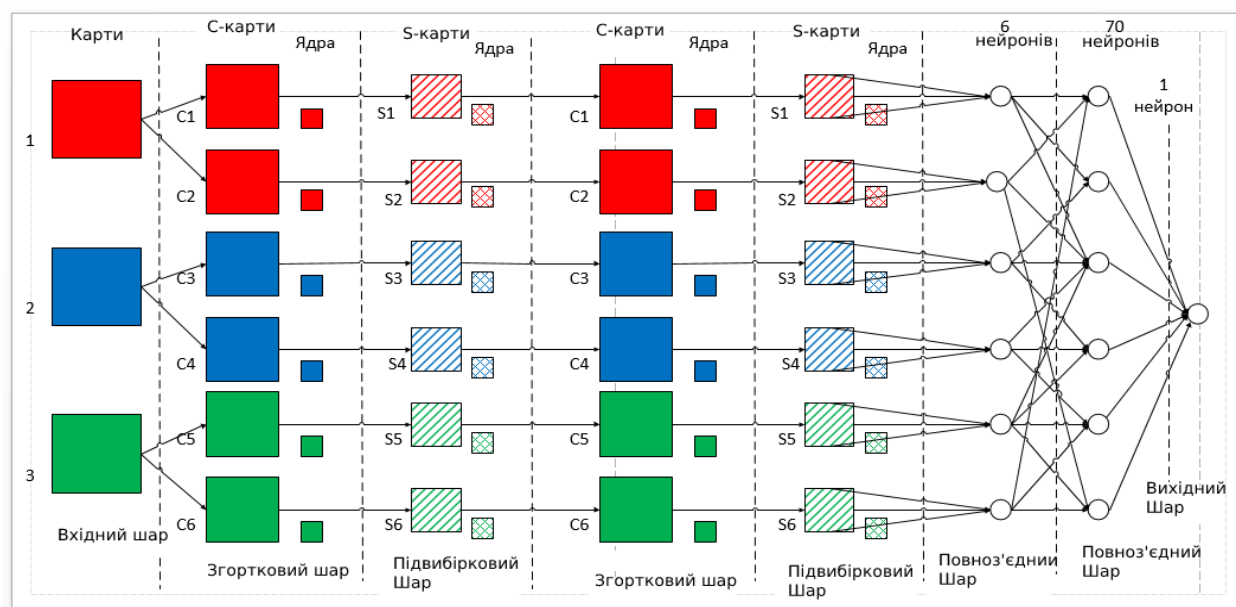 Карти
С-карти
Ядра
S-карти
Ядра
С-карти
Ядра
S-карти
Ядра
6
нейронів
70
нейронів
1
нейрон
1
2
3
C1
C2
C3
C4
C5
C6
S1
S2
S3
S4
S5
S6
C1
C2
C3
C4
C5
C6
S1
S2
S3
S4
S5
S6
Вхідний шар
Згортковий шар
Підвибірковий
Шар
Згортковий шар
Підвибірковий
Шар
Повноз'єдний
Шар
Повноз'єдний
Шар
Вихідний
Шар